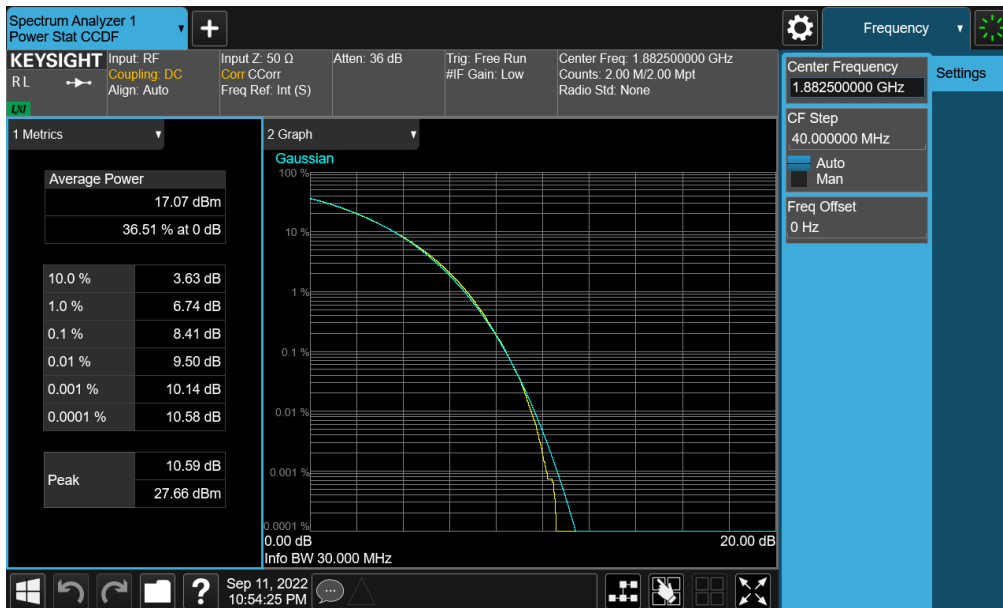 Spectrum Analyzer 1
Power Stat CCDF
Frequency
KEYSIGHT
RL
LXI
Input: RF
Coupling: DC
Align: Auto
Input Z: 50 Ω
Corr CCorr
Freq Ref: Int (S)
Atten: 36 dB
Trig: Free Run
#IF Gain: Low
Center Freq: 1.882500000 GHz
Counts: 2.00 M/2.00 Mpt
Radio Std: None
Center Frequency
1.882500000 GHz
Settings
CF Step
40.000000 MHz
Auto
Man
Freq Offset
0 Hz
1 Metrics
Average Power
17.07 dBm
36.51 % at 0 dB
10.0 % 3.63 dB
1.0 % 6.74 dB
0.1 % 8.41 dB
0.01 % 9.50 dB
0.001 % 10.14 dB
0.0001 % 10.58 dB
Peak
10.59 dB
27.66 dBm
2 Graph
Gaussian
100 %
10 %
1 %
0.1 %
0.01 %
0.001 %
0.0001 %
0.00 dB 20.00 dB
Info BW 30.000 MHz
?
Sep 11, 2022
10:54:25 PM